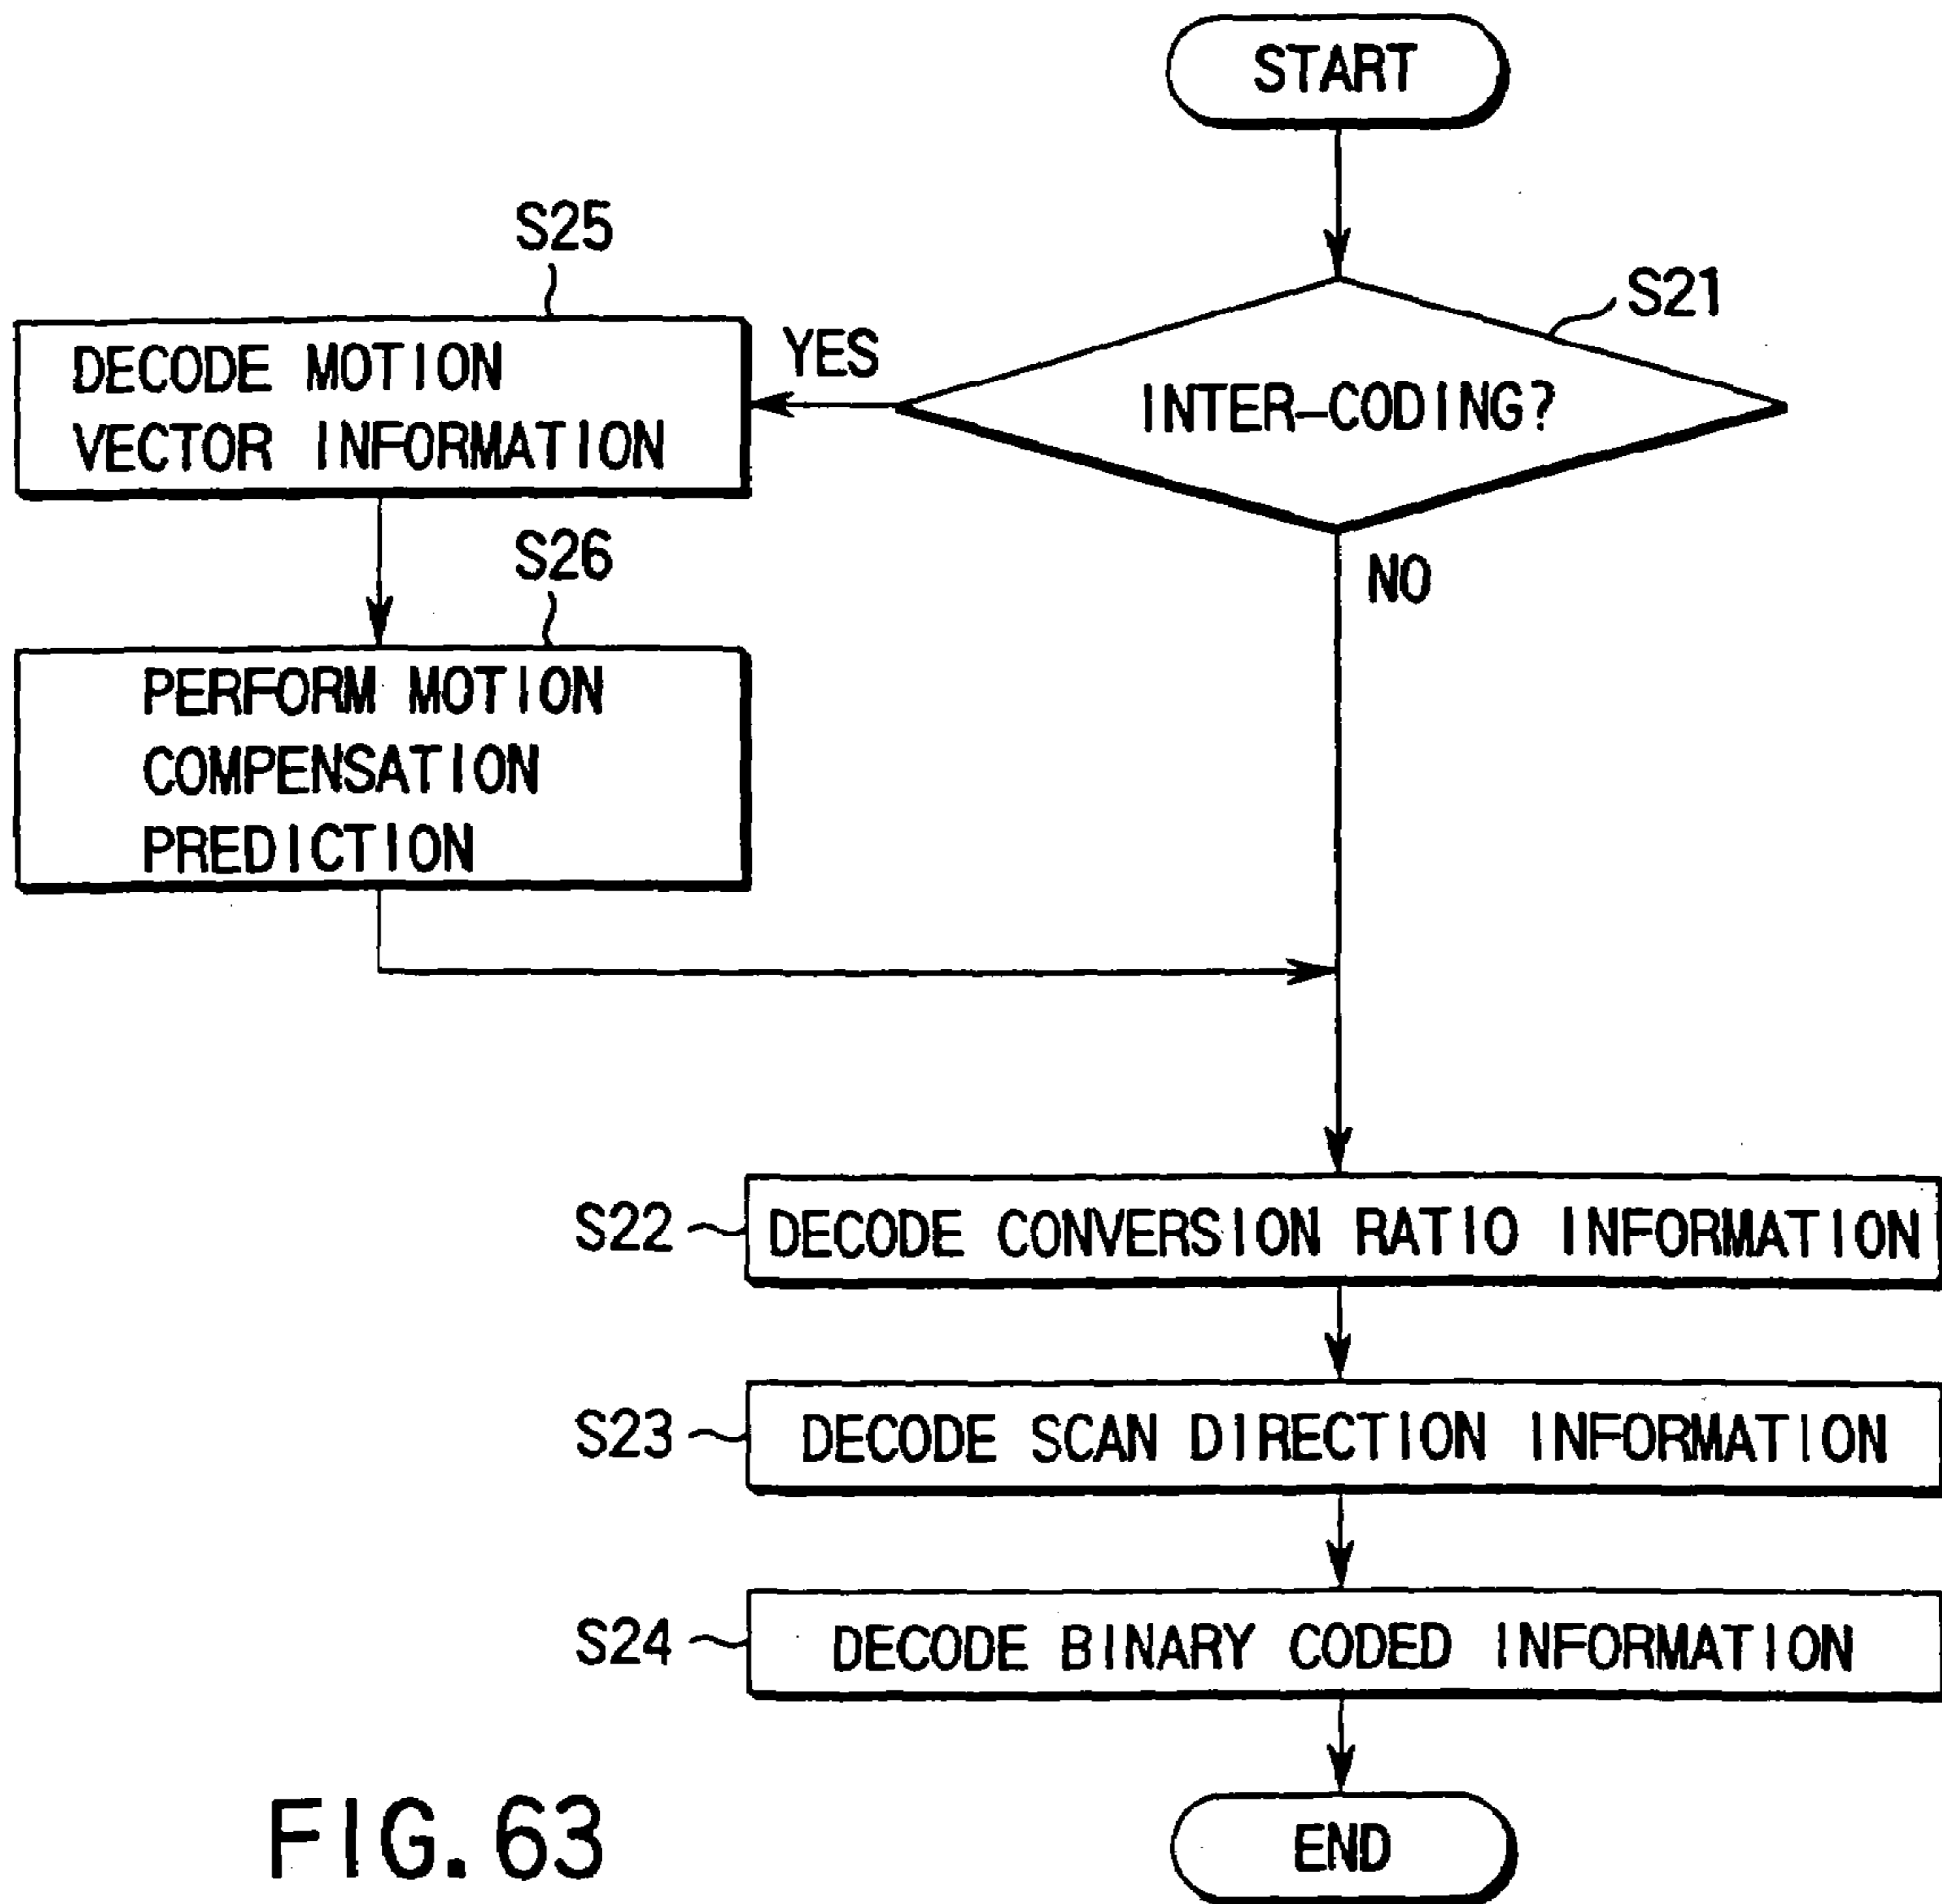 START
S21
INTER-CODING?
YES
NO
S25
DECODE MOTION
VECTOR INFORMATION
S26
PERFORM MOTION
COMPENSATION
PREDICTION
S22
DECODE CONVERSION RATIO INFORMATION
S23
DECODE SCAN DIRECTION INFORMATION
S24
DECODE BINARY CODED INFORMATION
END
FIG. 63